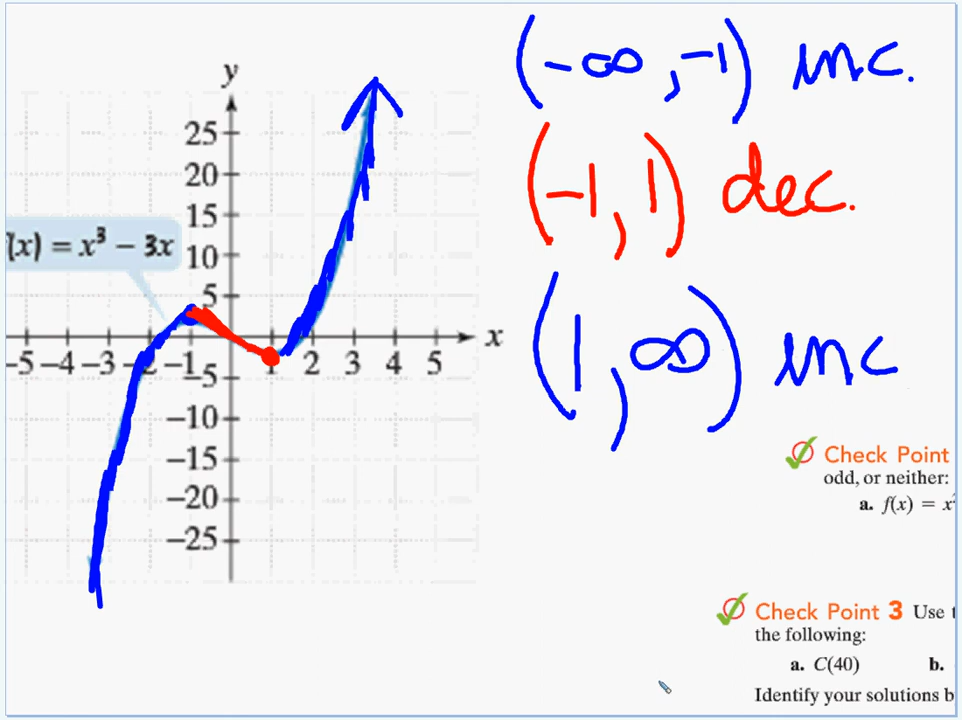 (-∞, -1) inc.
(-1, 1) dec.
(1, ∞) inc
y
25
20
15
f(x) = x³ − 3x
10
5
x
−5 −4 −3 −2 −1 1 2 3 4 5
−5
−10
−15
−20
−25
Check Point
odd, or neither:
a. f(x) = x²
Check Point 3 Use t
the following:
a. C(40) b.
Identify your solutions b